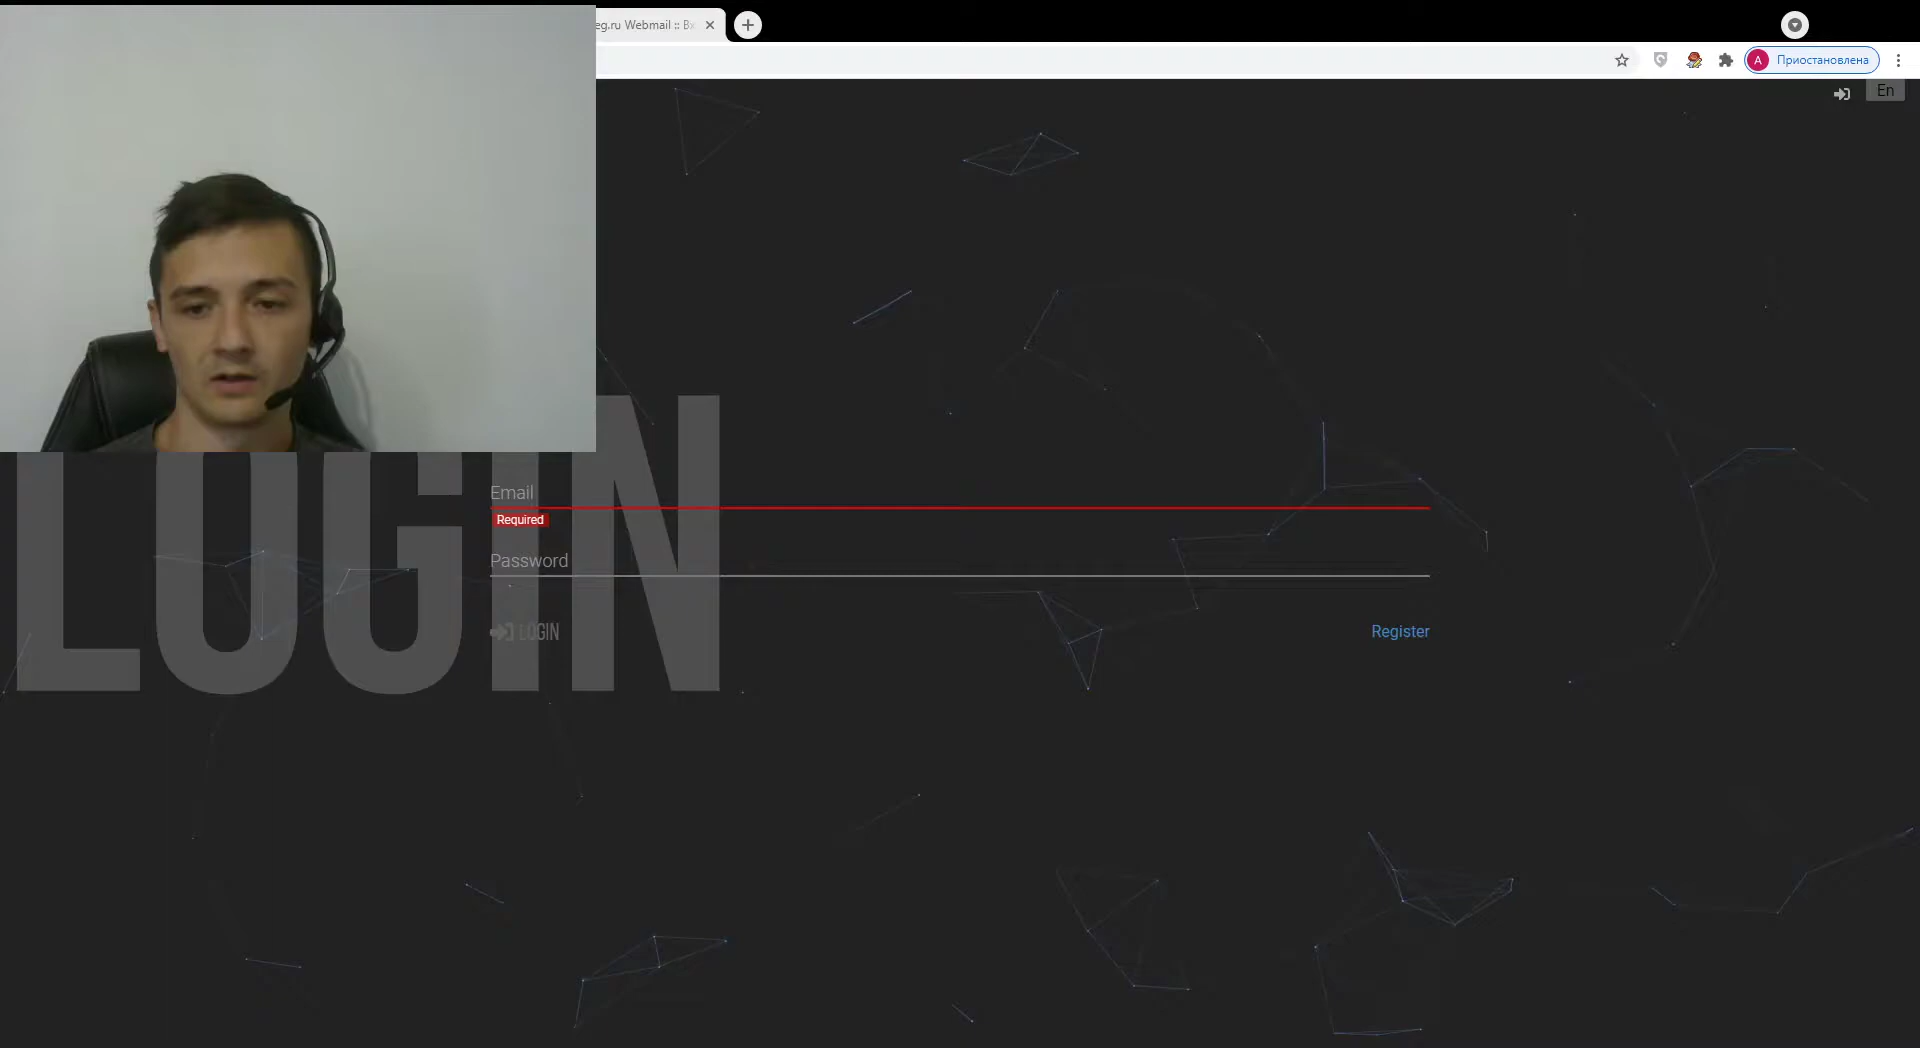 eg.ru Webmail :: Вх
A Приостановлена
En
LOGIN
Email
Required
Password
LOGIN
Register